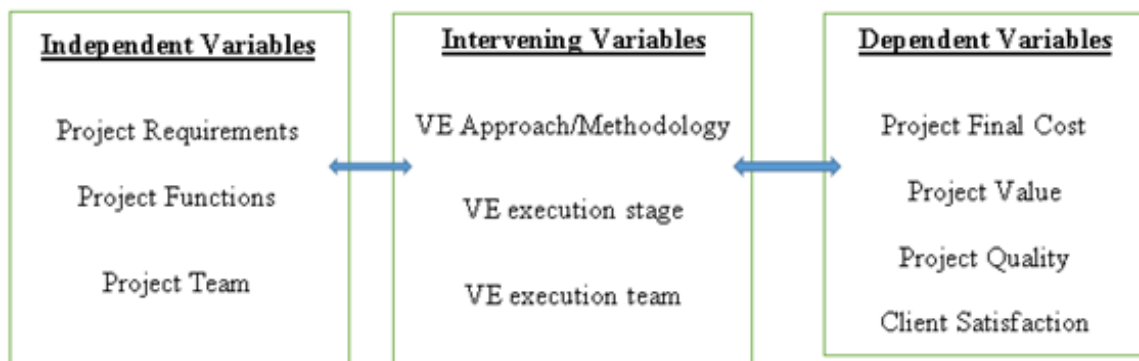 Independent Variables
Project Requirements
Project Functions
Project Team
Intervening Variables
VE Approach/Methodology
VE execution stage
VE execution team
Dependent Variables
Project Final Cost
Project Value
Project Quality
Client Satisfaction